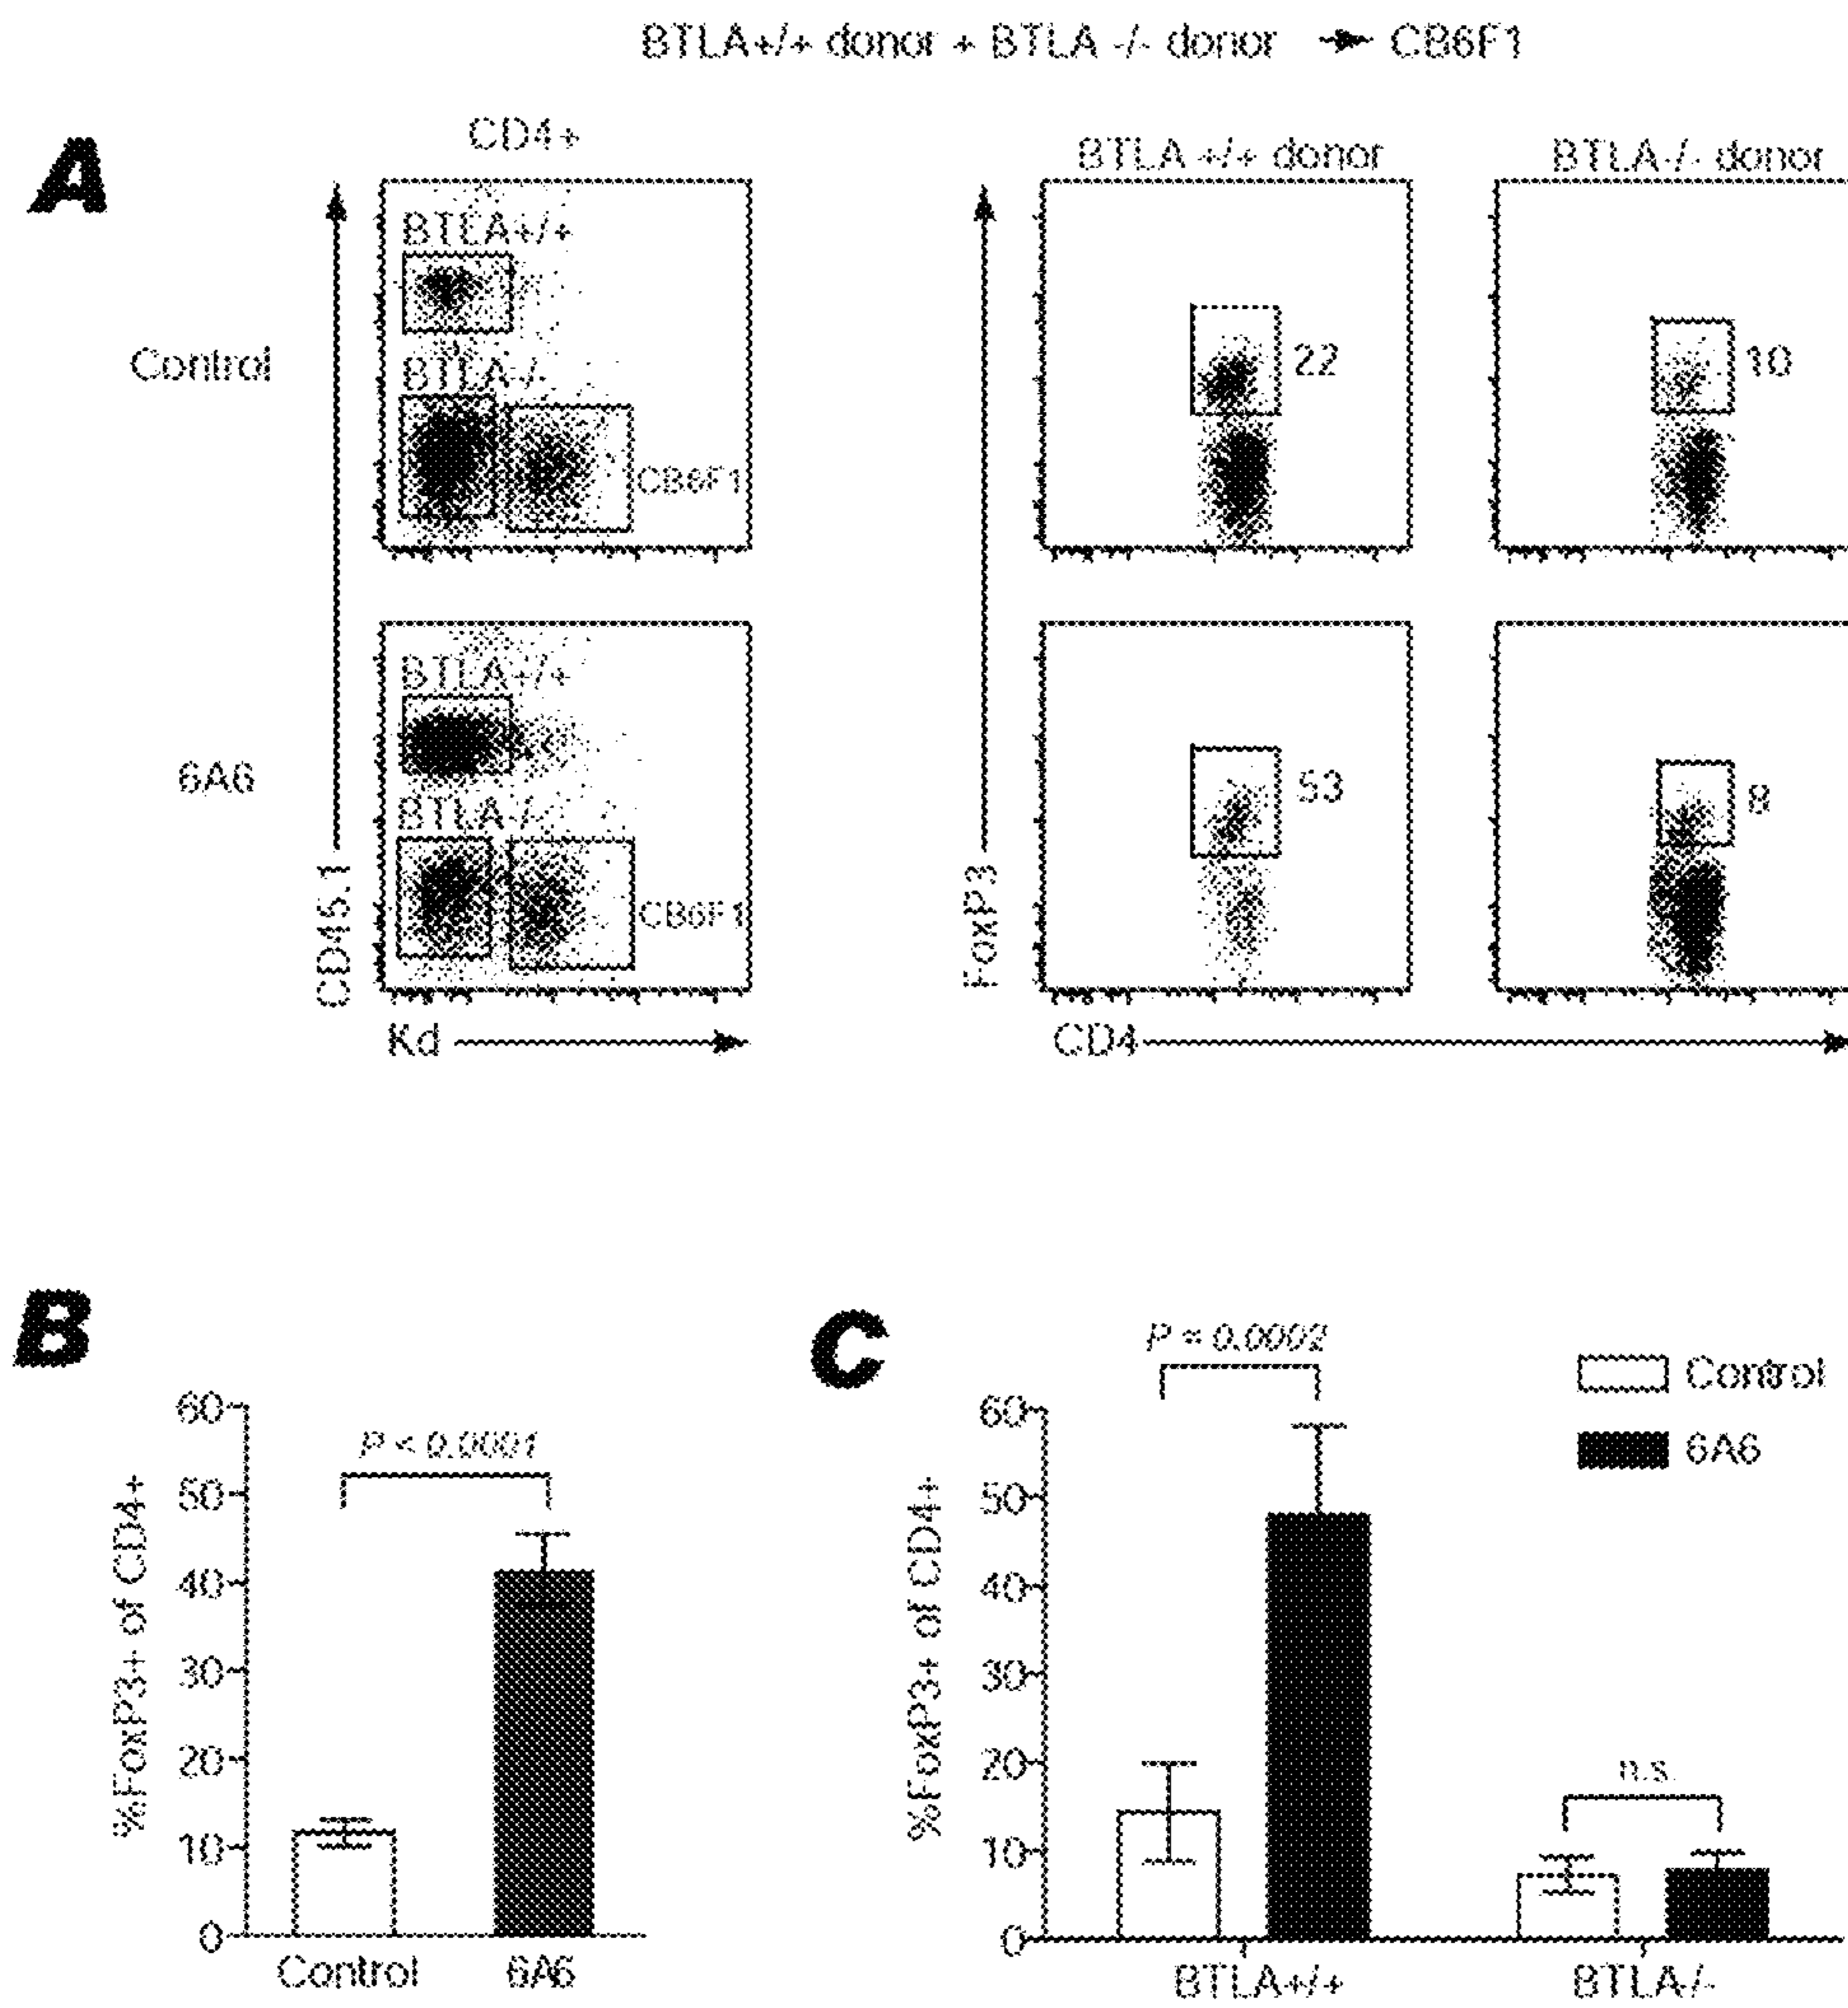 BTLA+/+ donor + BTLA -/- donor → CB6F1
A
CD4+
BTLA +/+ donor
BTLA-/- donor
Control
BTLA+/+
BTLA-/-
CB6F1
22
10
6A6
BTLA+/+
BTLA-/-
CB6F1
53
8
CD45.1
FoxP3
Kd
CD4
B
P < 0.0001
%FoxP3+ of CD4+
60
50
40
30
20
10
0
Control
6A6
C
P = 0.0002
Control
6A6
%FoxP3+ of CD4+
60
50
40
30
20
10
0
n.s.
BTLA+/+
BTLA-/-